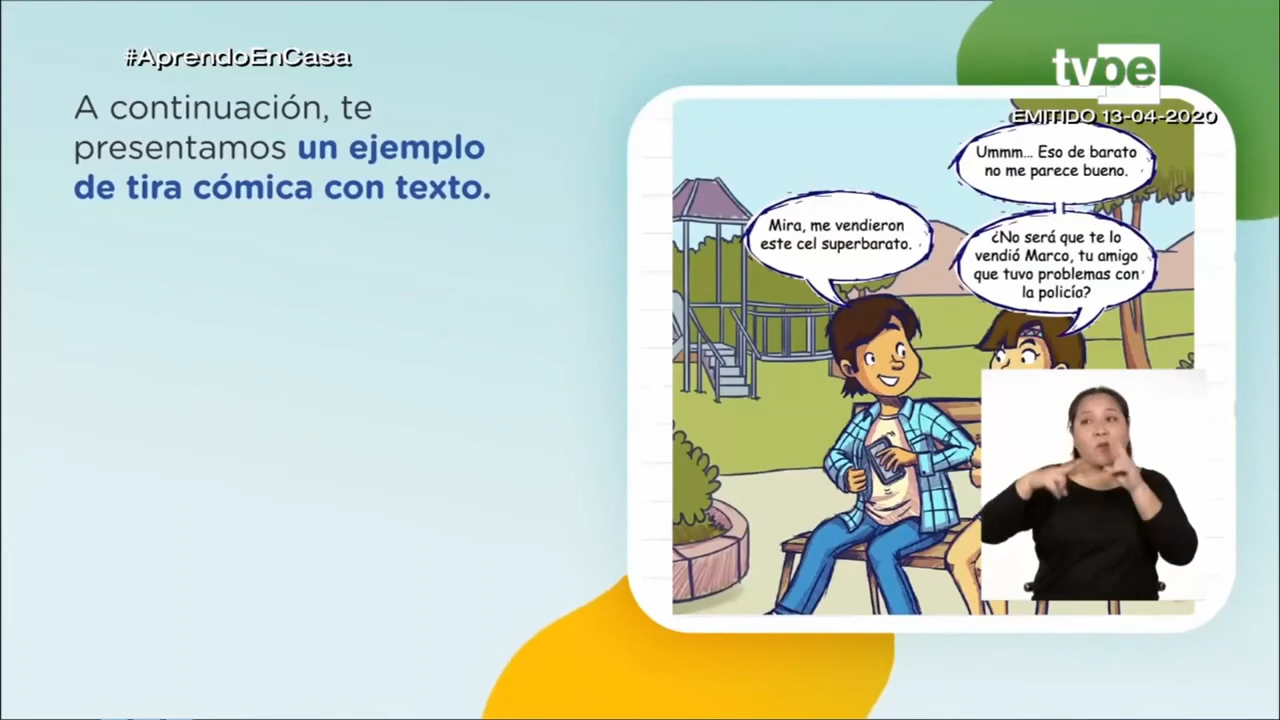 #AprendoEnCasa
A continuación, te
presentamos un ejemplo
de tira cómica con texto.
tvpe
EMITIDO 13-04-2020
Ummm... Eso de barato
no me parece bueno.
Mira, me vendieron
este cel superbarato.
¿No será que te lo
vendió Marco, tu amigo
que tuvo problemas con
la policía?